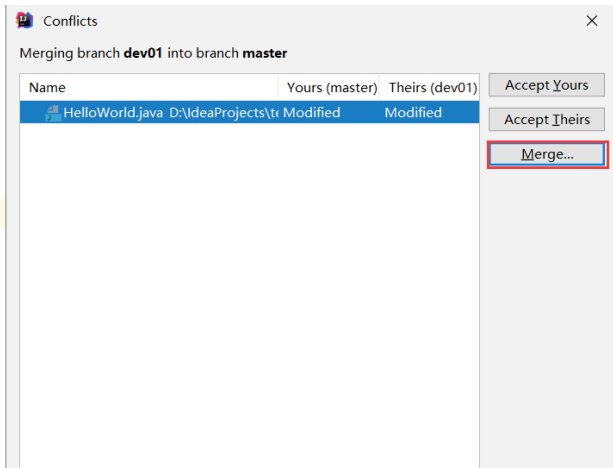 Conflicts
Merging branch dev01 into branch master
Name Yours (master) Theirs (dev01)
HelloWorld.java D:\IdeaProjects\te Modified Modified
Accept Yours
Accept Theirs
Merge...